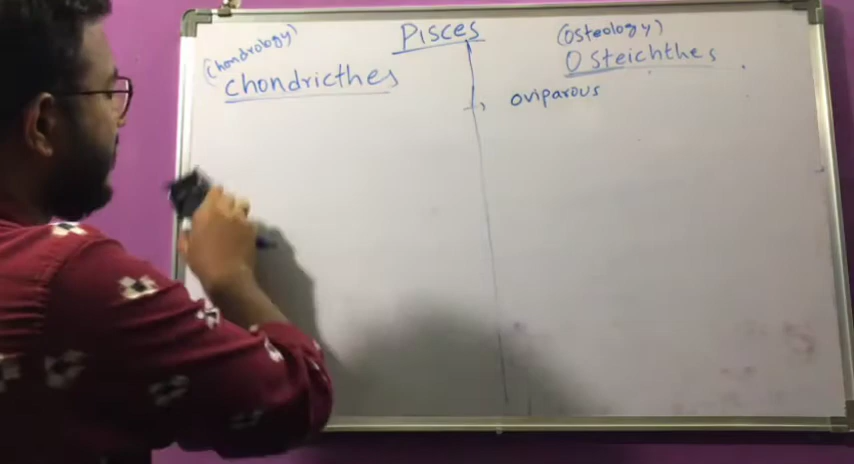 Pisces
(Chondrology)
Chondricthes
(Osteology)
Osteichthes
oviparous